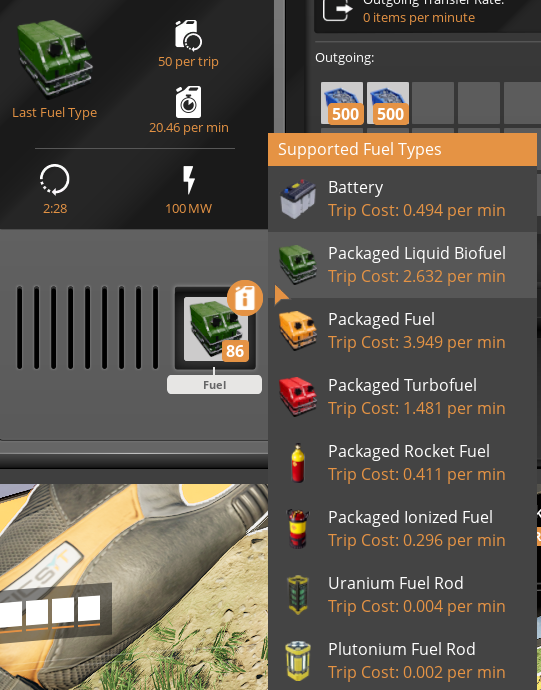 Outgoing Transfer Rate:
0 items per minute
50 per trip
Last Fuel Type
20.46 per min
2:28
100 MW
Outgoing:
500
500
Supported Fuel Types
Battery
Trip Cost: 0.494 per min
Packaged Liquid Biofuel
Trip Cost: 2.632 per min
Packaged Fuel
Trip Cost: 3.949 per min
Packaged Turbofuel
Trip Cost: 1.481 per min
Packaged Rocket Fuel
Trip Cost: 0.411 per min
Packaged Ionized Fuel
Trip Cost: 0.296 per min
Uranium Fuel Rod
Trip Cost: 0.004 per min
Plutonium Fuel Rod
Trip Cost: 0.002 per min
86
Fuel